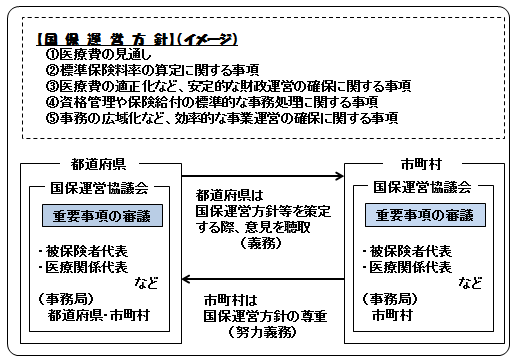 【国保運営方針】(イメージ)
①医療費の見通し
②標準保険料率の算定に関する事項
③医療費の適正化など、安定的な財政運営の確保に関する事項
④資格管理や保険給付の標準的な事務処理に関する事項
⑤事務の広域化など、効率的な事業運営の確保に関する事項
都道府県
国保運営協議会
重要事項の審議
・被保険者代表
・医療関係代表
など
(事務局)
都道府県・市町村
都道府県は
国保運営方針等を策定
する際、意見を聴取
(義務)
市町村は
国保運営方針の尊重
(努力義務)
市町村
国保運営協議会
重要事項の審議
・被保険者代表
・医療関係代表
など
(事務局)
市町村